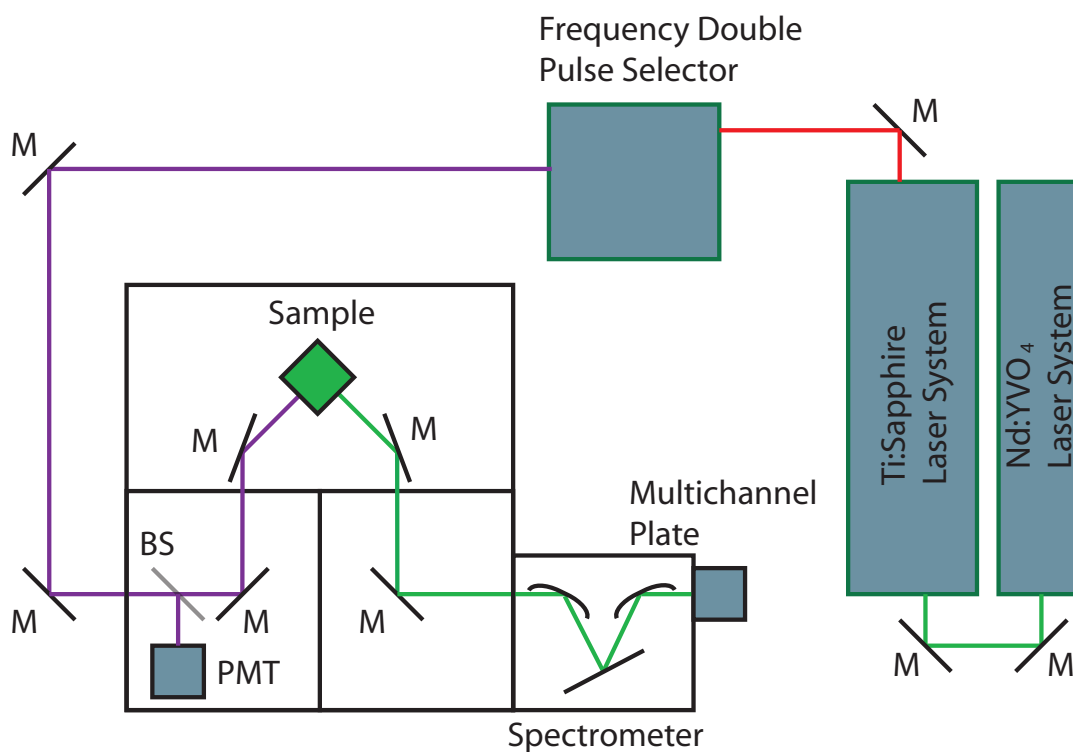 Frequency Double
Pulse Selector
M
M
Sample
M
M
Ti:Sapphire
Laser System
Nd:YVO4
Laser System
Multichannel
Plate
BS
M
M
M
PMT
M
M
Spectrometer